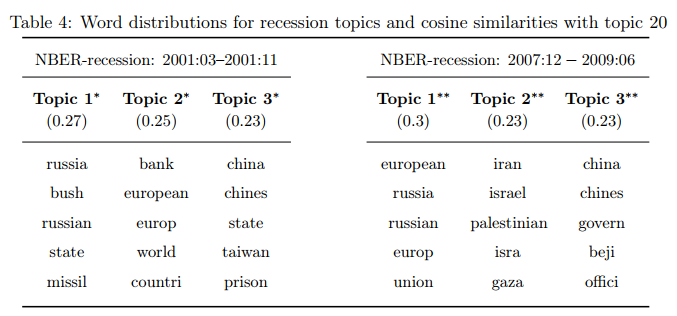 Table 4: Word distributions for recession topics and cosine similarities with topic 20
NBER-recession: 2001:03–2001:11 NBER-recession: 2007:12 − 2009:06
Topic 1* Topic 2* Topic 3* Topic 1** Topic 2** Topic 3**
(0.27) (0.25) (0.23) (0.3) (0.23) (0.23)
russia bank china european iran china
bush european chines russia israel chines
russian europ state russian palestinian govern
state world taiwan europ isra beji
missil countri prison union gaza offici